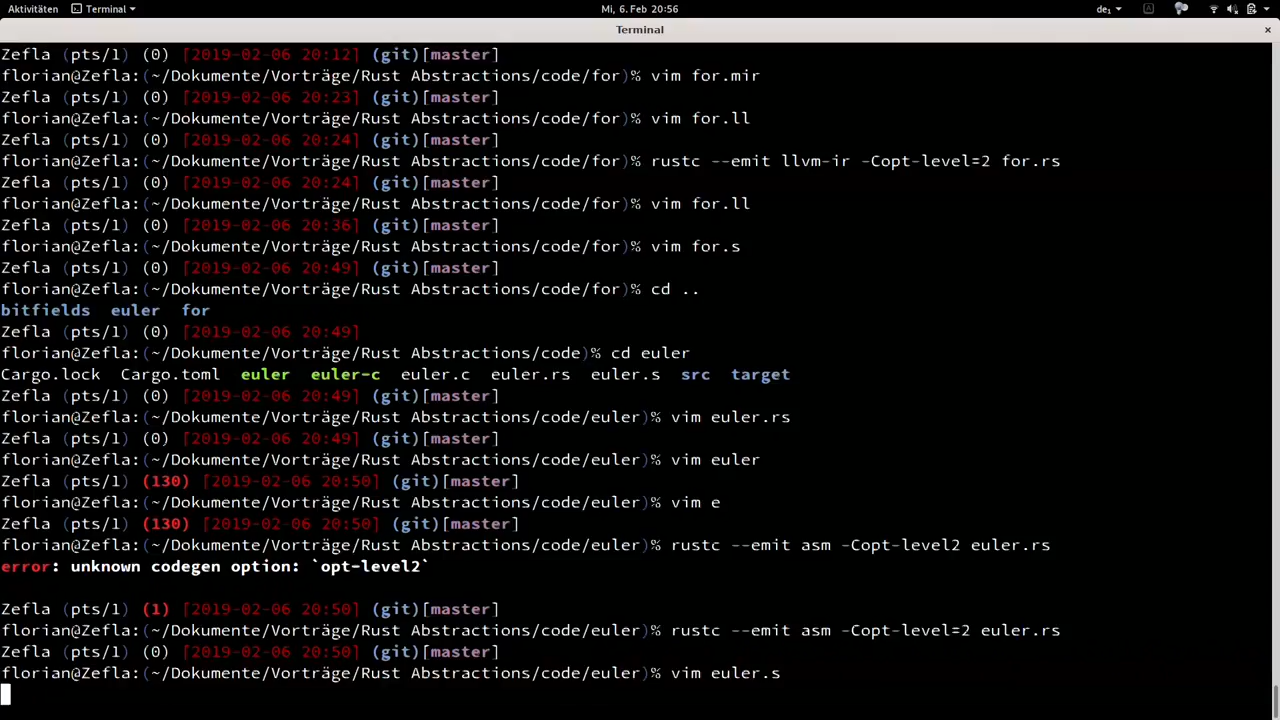 Aktivitäten Terminal Mi, 6. Feb 20:56 de₁
Terminal ×
Zefla (pts/1) (0) [2019-02-06 20:12] (git)[master]
florian@Zefla:(~/Dokumente/Vorträge/Rust Abstractions/code/for)% vim for.mir
Zefla (pts/1) (0) [2019-02-06 20:23] (git)[master]
florian@Zefla:(~/Dokumente/Vorträge/Rust Abstractions/code/for)% vim for.ll
Zefla (pts/1) (0) [2019-02-06 20:24] (git)[master]
florian@Zefla:(~/Dokumente/Vorträge/Rust Abstractions/code/for)% rustc --emit llvm-ir -Copt-level=2 for.rs
Zefla (pts/1) (0) [2019-02-06 20:24] (git)[master]
florian@Zefla:(~/Dokumente/Vorträge/Rust Abstractions/code/for)% vim for.ll
Zefla (pts/1) (0) [2019-02-06 20:36] (git)[master]
florian@Zefla:(~/Dokumente/Vorträge/Rust Abstractions/code/for)% vim for.s
Zefla (pts/1) (0) [2019-02-06 20:49] (git)[master]
florian@Zefla:(~/Dokumente/Vorträge/Rust Abstractions/code/for)% cd ..
bitfields euler for
Zefla (pts/1) (0) [2019-02-06 20:49]
florian@Zefla:(~/Dokumente/Vorträge/Rust Abstractions/code)% cd euler
Cargo.lock Cargo.toml euler euler-c euler.c euler.rs euler.s src target
Zefla (pts/1) (0) [2019-02-06 20:49] (git)[master]
florian@Zefla:(~/Dokumente/Vorträge/Rust Abstractions/code/euler)% vim euler.rs
Zefla (pts/1) (0) [2019-02-06 20:49] (git)[master]
florian@Zefla:(~/Dokumente/Vorträge/Rust Abstractions/code/euler)% vim euler
Zefla (pts/1) (130) [2019-02-06 20:50] (git)[master]
florian@Zefla:(~/Dokumente/Vorträge/Rust Abstractions/code/euler)% vim e
Zefla (pts/1) (130) [2019-02-06 20:50] (git)[master]
florian@Zefla:(~/Dokumente/Vorträge/Rust Abstractions/code/euler)% rustc --emit asm -Copt-level2 euler.rs
error: unknown codegen option: `opt-level2`
Zefla (pts/1) (1) [2019-02-06 20:50] (git)[master]
florian@Zefla:(~/Dokumente/Vorträge/Rust Abstractions/code/euler)% rustc --emit asm -Copt-level=2 euler.rs
Zefla (pts/1) (0) [2019-02-06 20:50] (git)[master]
florian@Zefla:(~/Dokumente/Vorträge/Rust Abstractions/code/euler)% vim euler.s